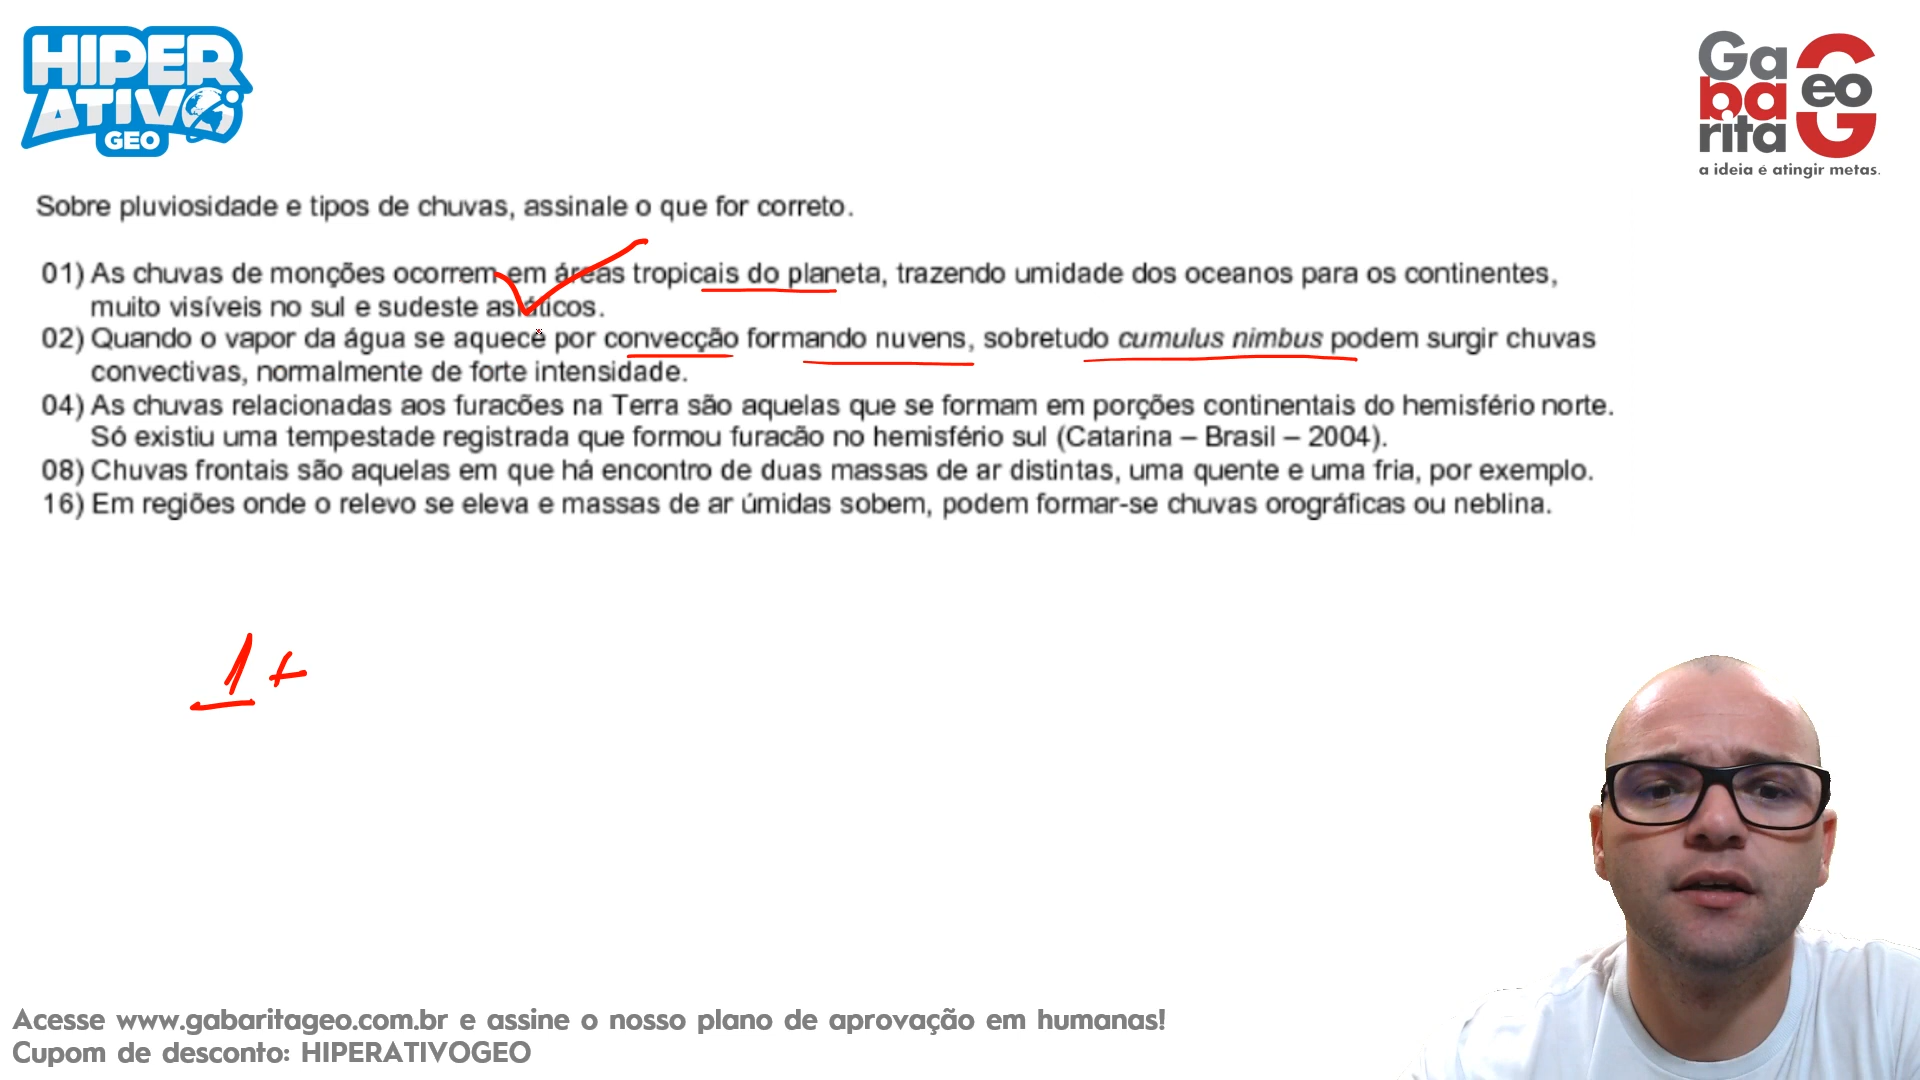 HIPER
ATIVO
GEO
Ga
ba
rita
Geo
a ideia é atingir metas.
Sobre pluviosidade e tipos de chuvas, assinale o que for correto.
01) As chuvas de monções ocorrem em áreas tropicais do planeta, trazendo umidade dos oceanos para os continentes,
muito visíveis no sul e sudeste asiáticos.
02) Quando o vapor da água se aquece por convecção formando nuvens, sobretudo cumulus nimbus podem surgir chuvas
convectivas, normalmente de forte intensidade.
04) As chuvas relacionadas aos furacões na Terra são aquelas que se formam em porções continentais do hemisfério norte.
Só existiu uma tempestade registrada que formou furacão no hemisfério sul (Catarina – Brasil – 2004).
08) Chuvas frontais são aquelas em que há encontro de duas massas de ar distintas, uma quente e uma fria, por exemplo.
16) Em regiões onde o relevo se eleva e massas de ar úmidas sobem, podem formar-se chuvas orográficas ou neblina.
1+
Acesse www.gabaritageo.com.br e assine o nosso plano de aprovação em humanas!
Cupom de desconto: HIPERATIVOGEO